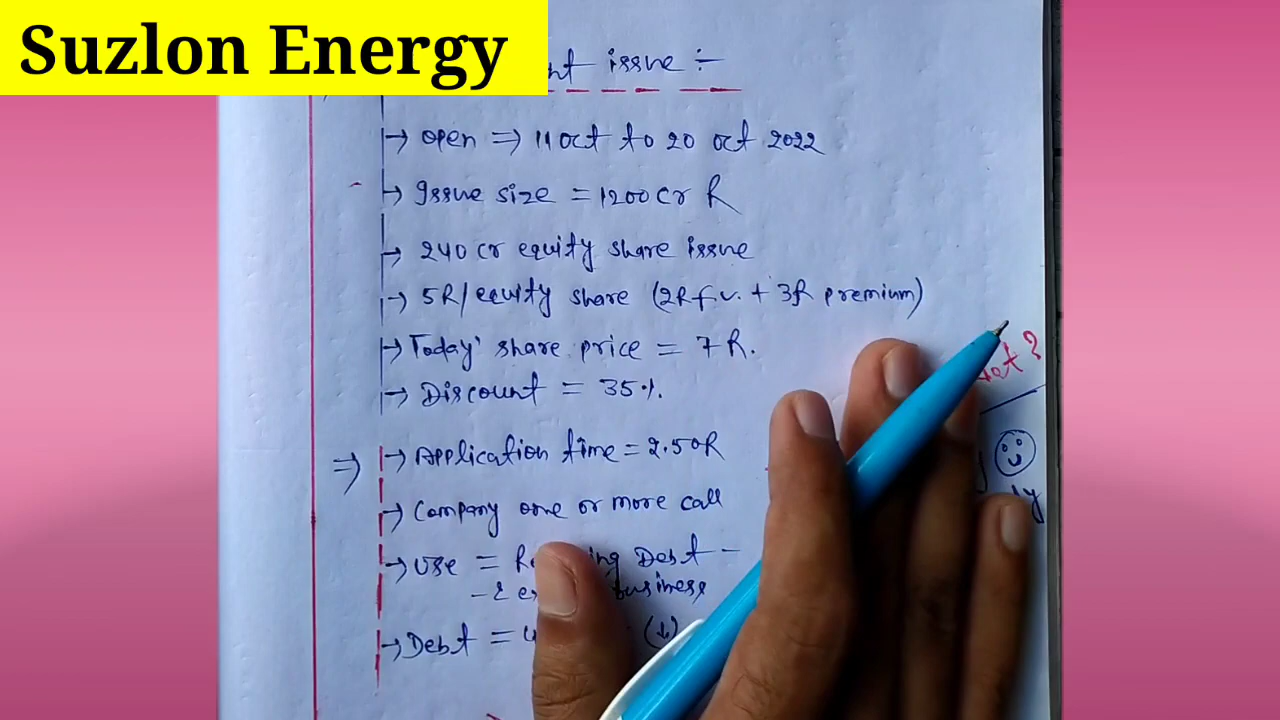 Suzlon Energy
issue :-
→ open ⇒ 11 oct to 20 oct 2022
→ Issue size = 1200 cr R
→ 240 cr equity share issue
→ 5R/equity share (2R f.v. + 3R premium)
→ Today' share price = 7 R.
→ Discount = 35%.
⇒ → Application time = 2.50R
→ Company one or more call
→ Use = Debt -
- & business
→ Debt = (↓)